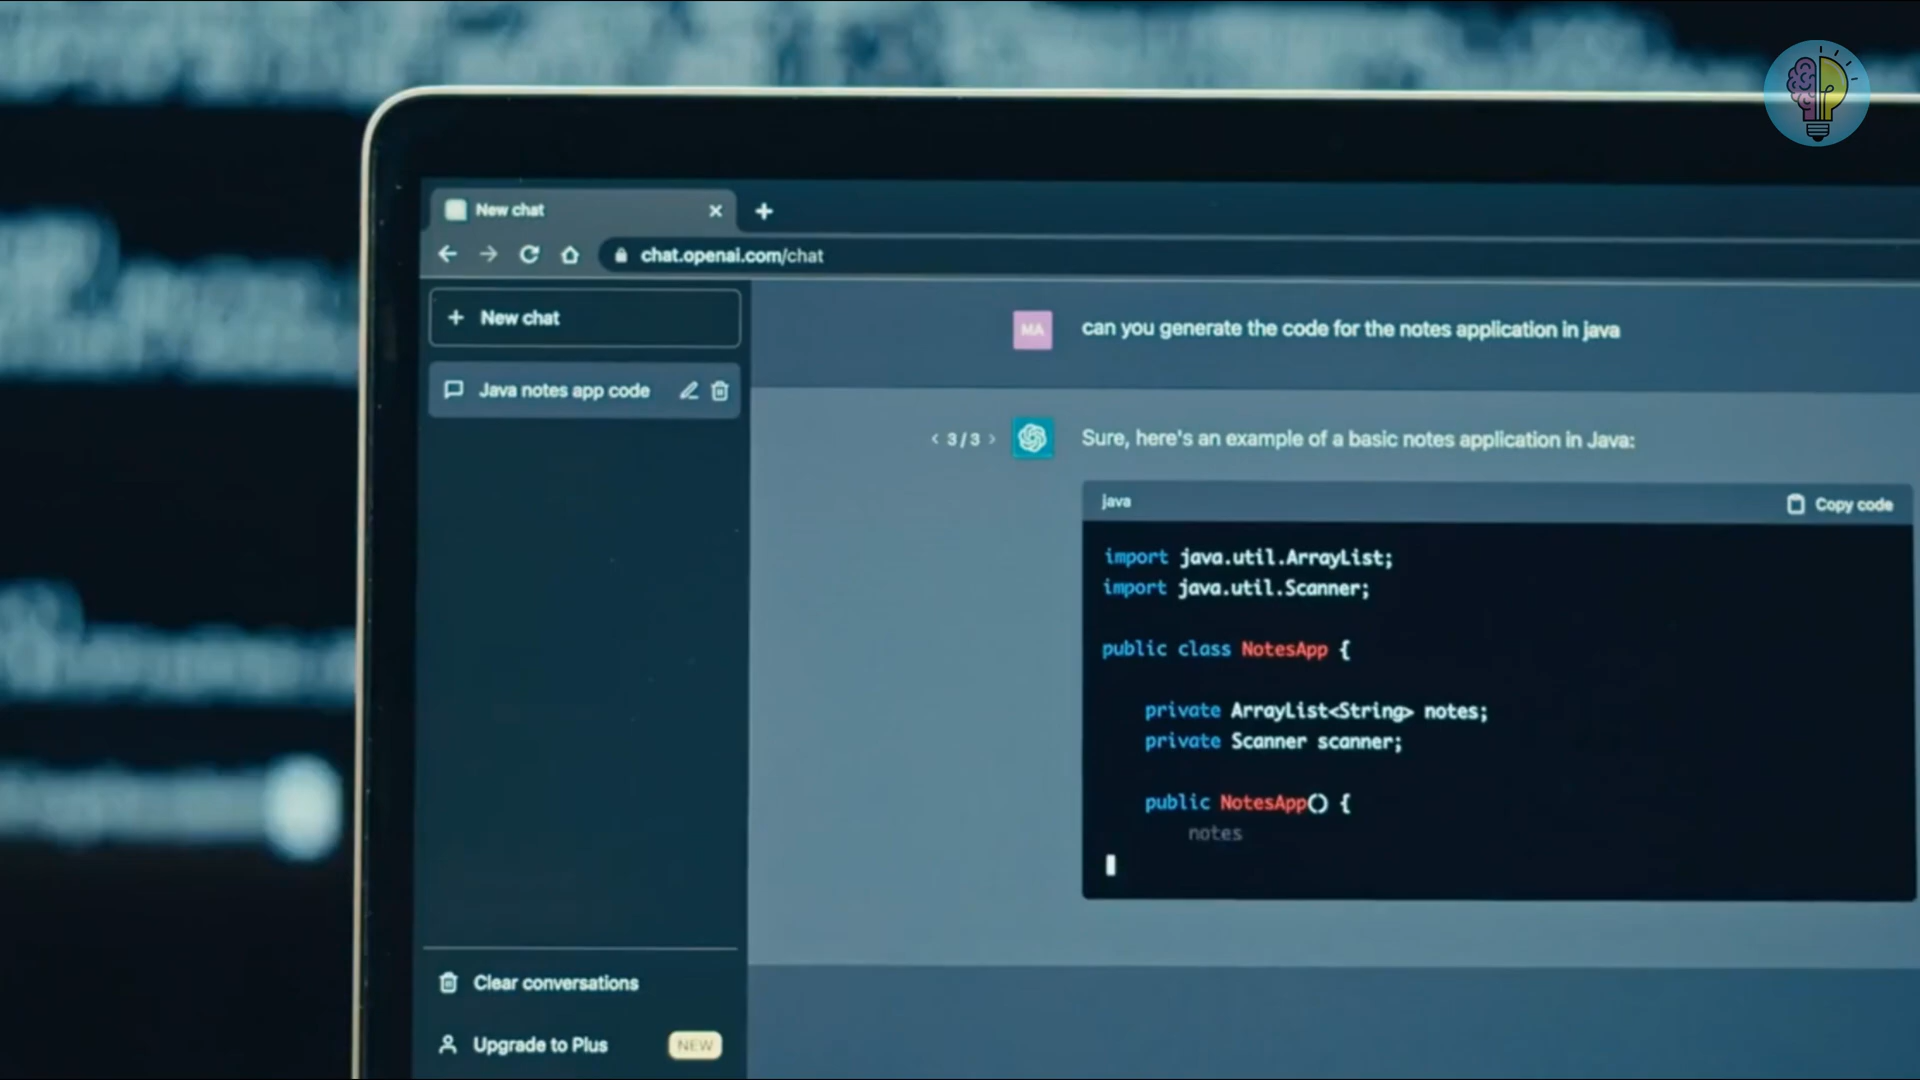 New chat
chat.openai.com/chat
New chat
Java notes app code
Clear conversations
Upgrade to Plus NEW
MA can you generate the code for the notes application in java
< 3/3 > Sure, here's an example of a basic notes application in Java:
java Copy code
import java.util.ArrayList;
import java.util.Scanner;
public class NotesApp {
private ArrayList<String> notes;
private Scanner scanner;
public NotesApp() {
notes